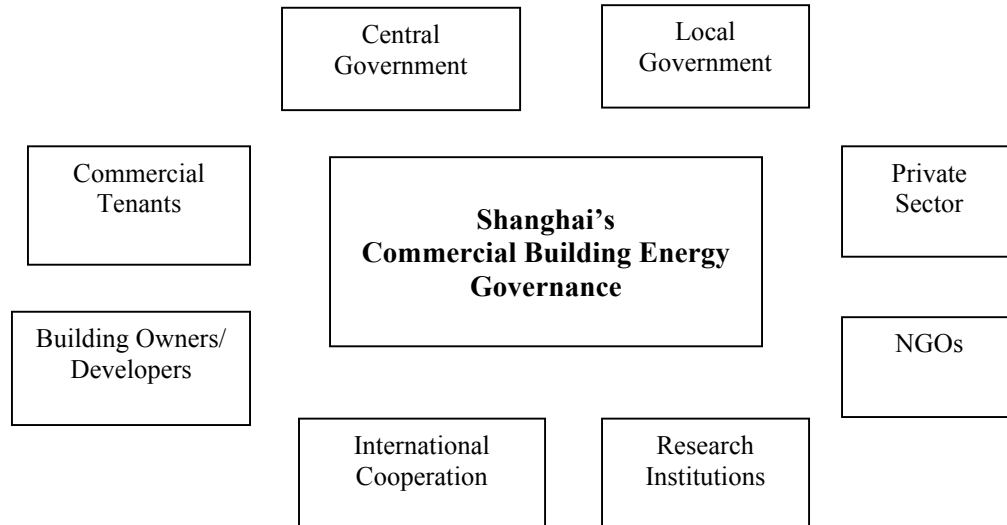 Central
Government
Local
Government
Commercial
Tenants
Shanghai’s
Commercial Building Energy
Governance
Private
Sector
Building Owners/
Developers
NGOs
International
Cooperation
Research
Institutions